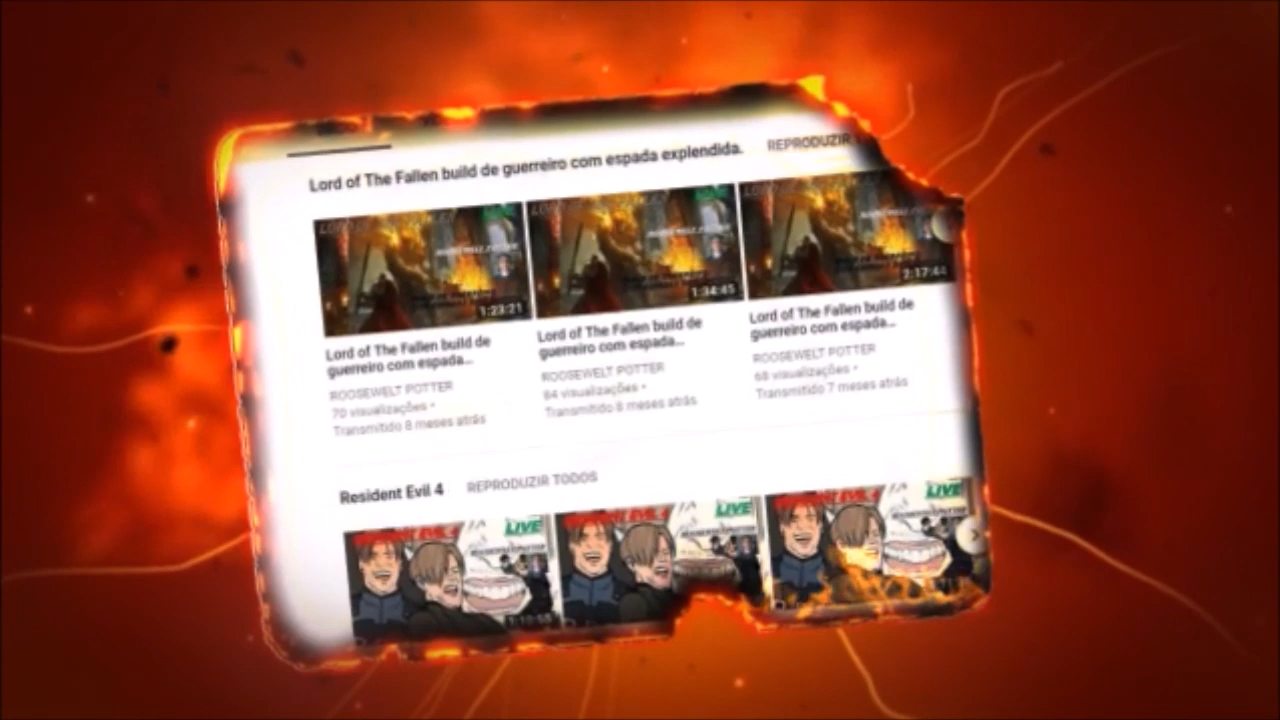 Lord of The Fallen build de guerreiro com espada explendida.
REPRODUZIR
1:23:21
1:34:45
2:17:44
Lord of The Fallen build de
guerreiro com espada...
ROOSEWELT POTTER
70 visualizações •
Transmitido 8 meses atrás
Lord of The Fallen build de
guerreiro com espada...
ROOSEWELT POTTER
84 visualizações •
Transmitido 8 meses atrás
Lord of The Fallen build de
guerreiro com espada...
ROOSEWELT POTTER
68 visualizações •
Transmitido 7 meses atrás
Resident Evil 4
REPRODUZIR TODOS
LIVE
LIVE
LIVE